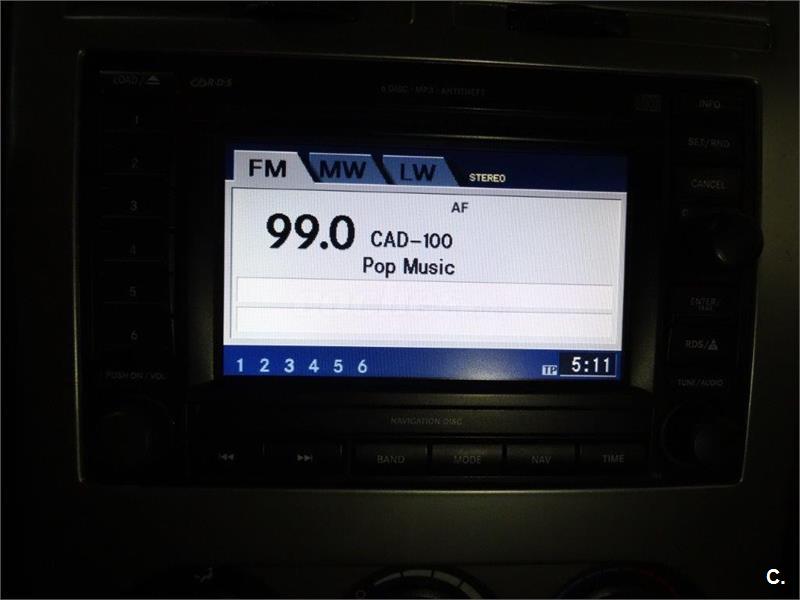 LOAD/
R·D·S
6 DISC · MP3 / ANTITHEFT
INFO
1
SET/RND
2
FM MW LW STEREO
CANCEL
3
AF
99.0 CAD-100
Pop Music
4
5
ENTER/
6
RDS/
1 2 3 4 5 6
TP 5:11
PUSH ON / VOL
TUNE/AUDIO
NAVIGATION DISC
BAND MODE NAV TIME
C.